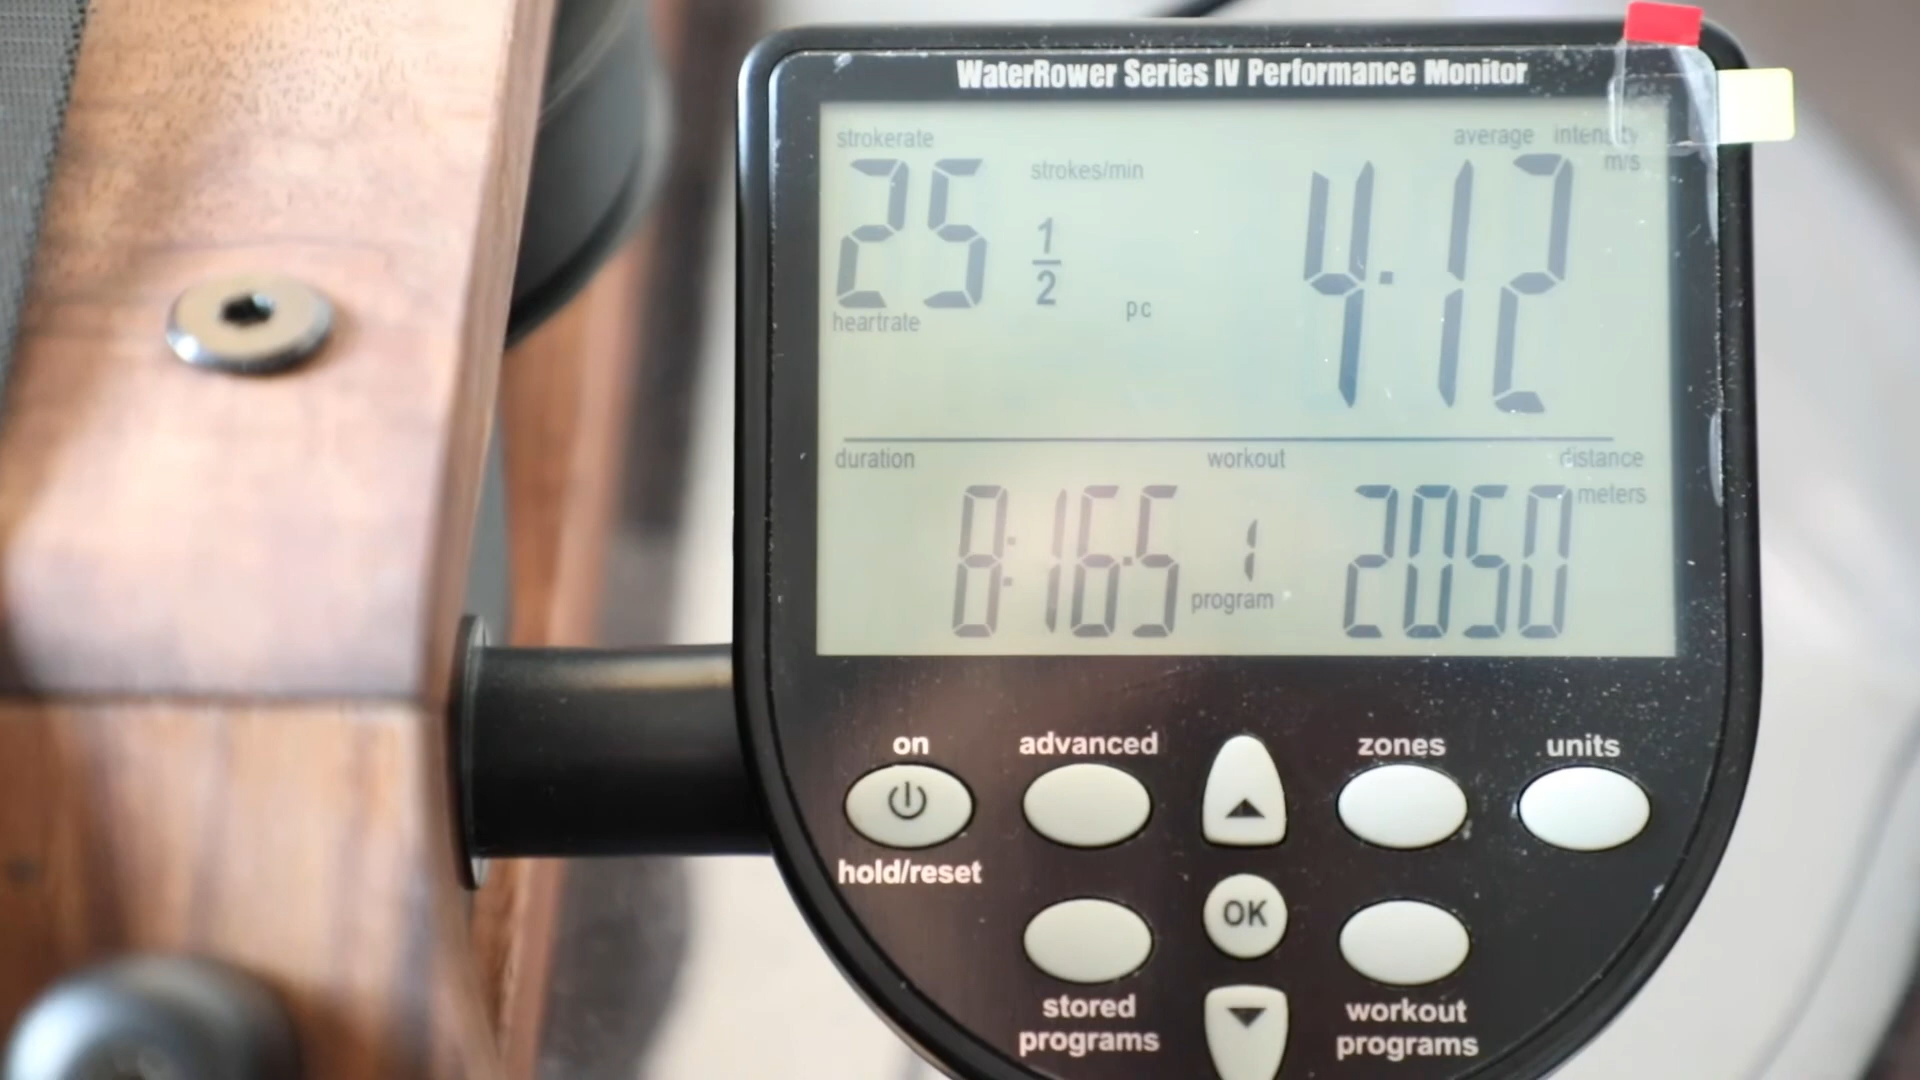 WaterRower Series IV Performance Monitor
strokerate
average intensity
25 1/2 strokes/min
4.12 m/s
pc
heartrate
duration workout distance
8:16.5 1 2050 meters
program
on advanced zones units
hold/reset
OK
stored programs
workout programs